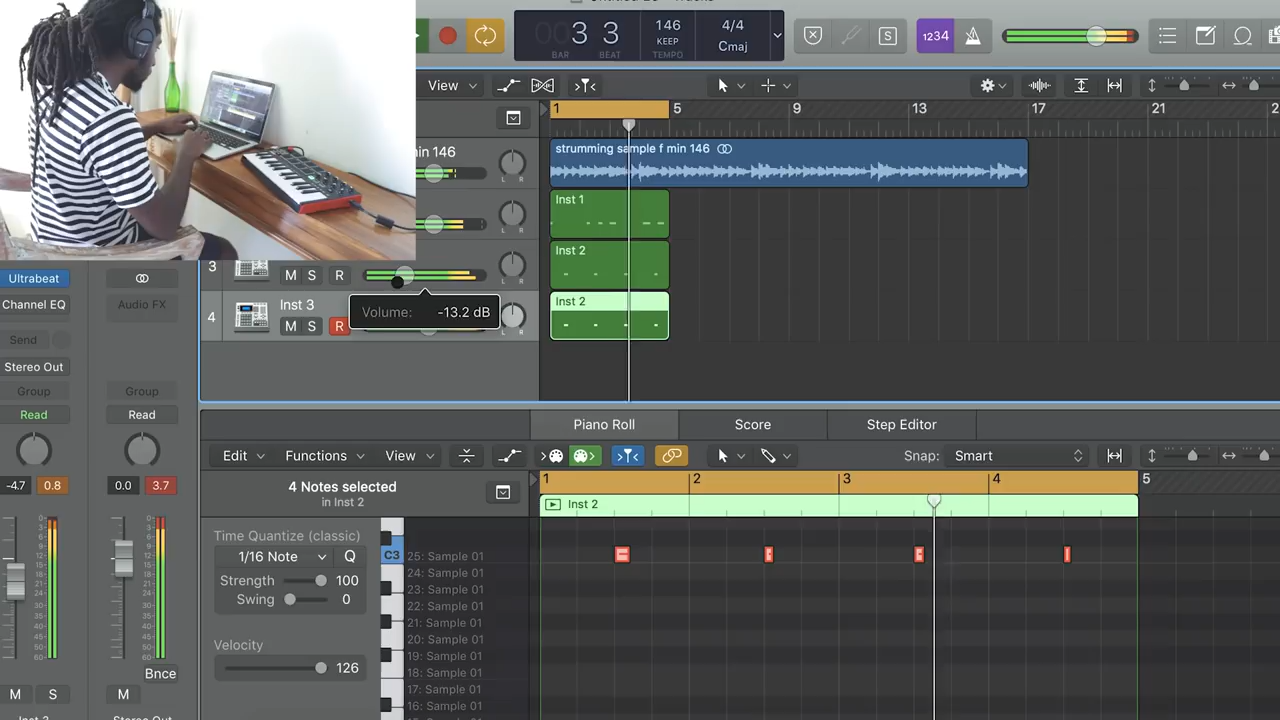 3 3
BAR
BEAT
146
KEEP
TEMPO
4/4
Cmaj
1234
View
1
5
9
13
17
21
min 146
strumming sample f min 146
L R
Inst 1
L R
Inst 2
3
M S R
L R
Inst 2
4
Inst 3
M S R
Volume: -13.2 dB
L R
Ultrabeat
Channel EQ
Audio FX
Send
Stereo Out
Group
Group
Read
Read
-4.7
0.8
0.0
3.7
Bnce
M S
M
Piano Roll
Score
Step Editor
Edit
Functions
View
Snap: Smart
4 Notes selected
in Inst 2
1
2
3
4
5
Inst 2
Time Quantize (classic)
1/16 Note
Q
Strength
100
Swing
0
Velocity
126
C3
25: Sample 01
24: Sample 01
23: Sample 01
22: Sample 01
21: Sample 01
20: Sample 01
19: Sample 01
18: Sample 01
17: Sample 01
16: Sample 01